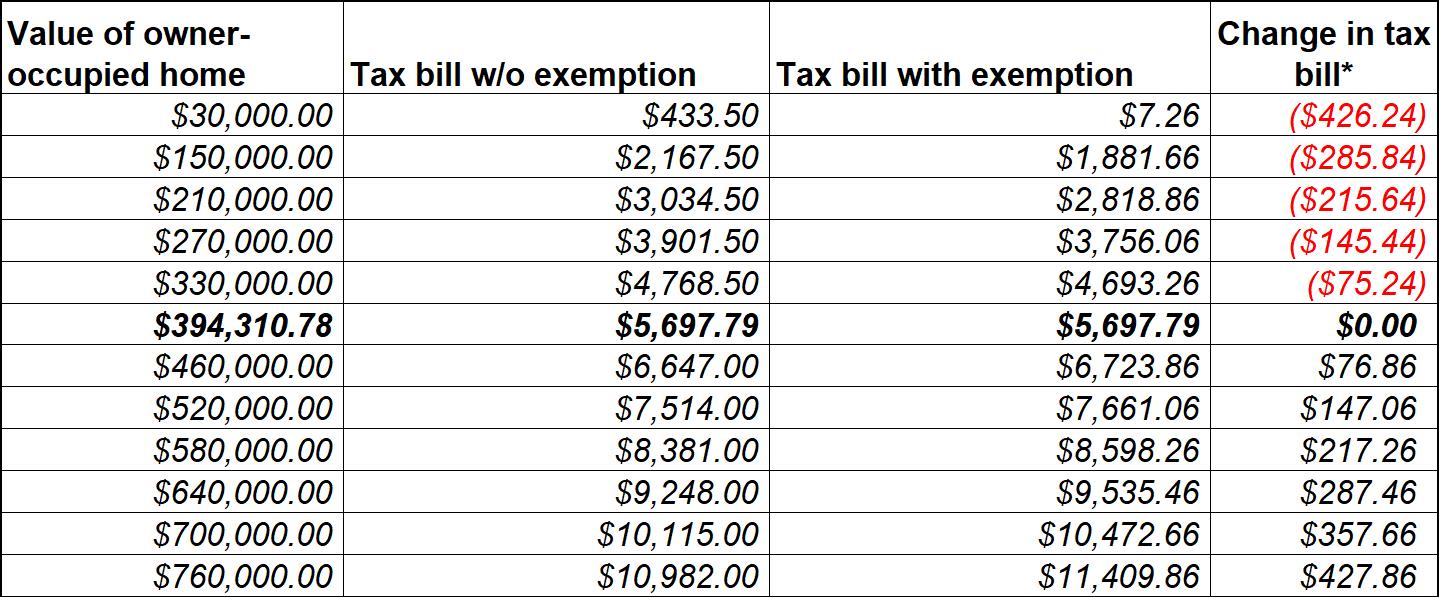 Value of owner-
occupied home Tax bill w/o exemption Tax bill with exemption Change in tax
bill*
$30,000.00 $433.50 $7.26 ($426.24)
$150,000.00 $2,167.50 $1,881.66 ($285.84)
$210,000.00 $3,034.50 $2,818.86 ($215.64)
$270,000.00 $3,901.50 $3,756.06 ($145.44)
$330,000.00 $4,768.50 $4,693.26 ($75.24)
$394,310.78 $5,697.79 $5,697.79 $0.00
$460,000.00 $6,647.00 $6,723.86 $76.86
$520,000.00 $7,514.00 $7,661.06 $147.06
$580,000.00 $8,381.00 $8,598.26 $217.26
$640,000.00 $9,248.00 $9,535.46 $287.46
$700,000.00 $10,115.00 $10,472.66 $357.66
$760,000.00 $10,982.00 $11,409.86 $427.86